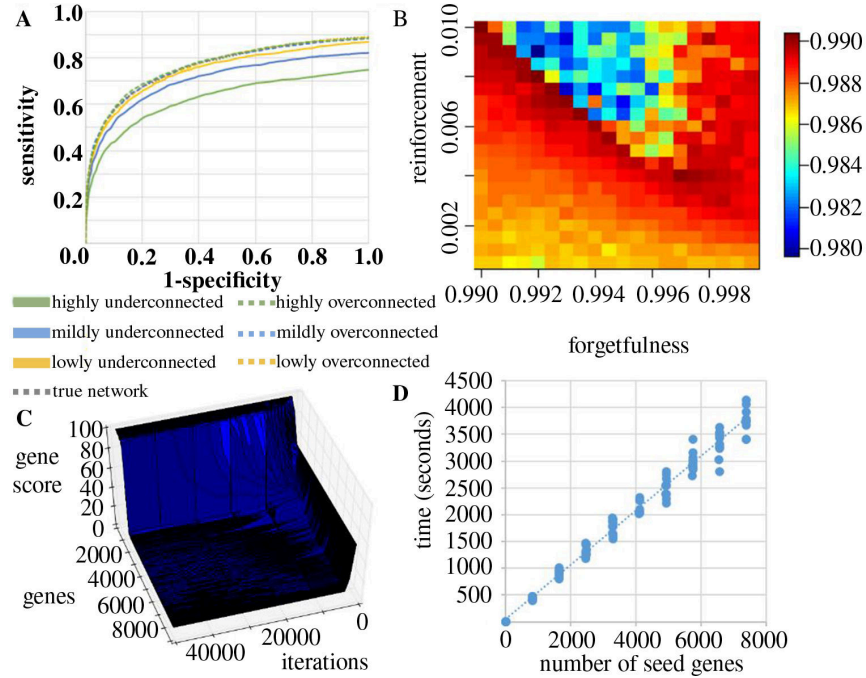 A
1.0
0.8
0.6
0.4
0.2
0.0
sensitivity
0.2
0.4
0.6
0.8
1.0
1-specificity
highly underconnected
highly overconnected
mildly underconnected
mildly overconnected
lowly underconnected
lowly overconnected
true network
B
0.010
0.006
0.002
reinforcement
0.990
0.992
0.994
0.996
0.998
forgetfulness
0.990
0.988
0.986
0.984
0.982
0.980
C
100
80
60
40
20
0
gene
score
2000
4000
6000
8000
genes
40000
20000
0
iterations
D
4500
4000
3500
3000
2500
2000
1500
1000
500
time (seconds)
0
2000
4000
6000
8000
number of seed genes